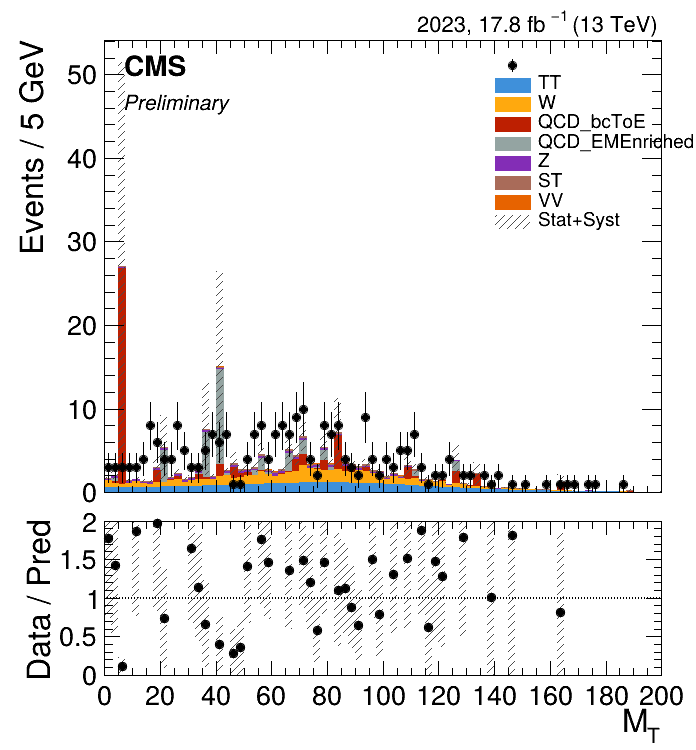 2023, 17.8 fb⁻¹ (13 TeV)
Events / 5 GeV
CMS
Preliminary
TT
W
QCD_bcToE
QCD_EMEnriched
Z
ST
VV
Stat+Syst
50
40
30
20
10
0
Data / Pred
2
1.5
1
0.5
0
0 20 40 60 80 100 120 140 160 180 200
M_T